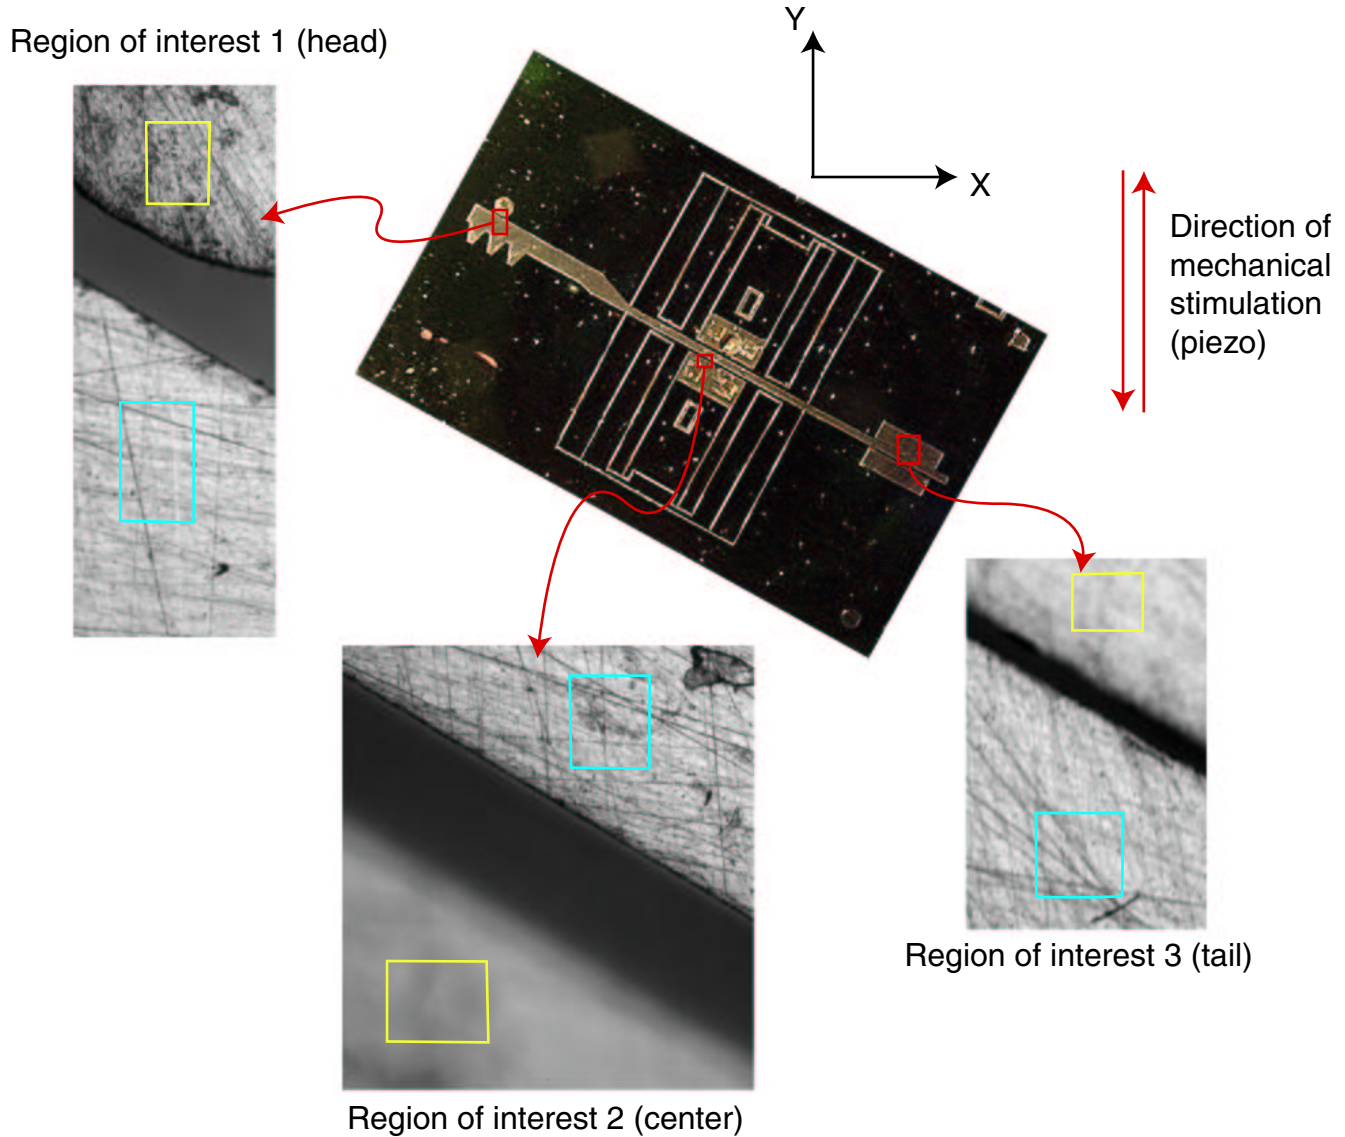 Region of interest 1 (head)
Y
X
Direction of
mechanical
stimulation
(piezo)
Region of interest 3 (tail)
Region of interest 2 (center)